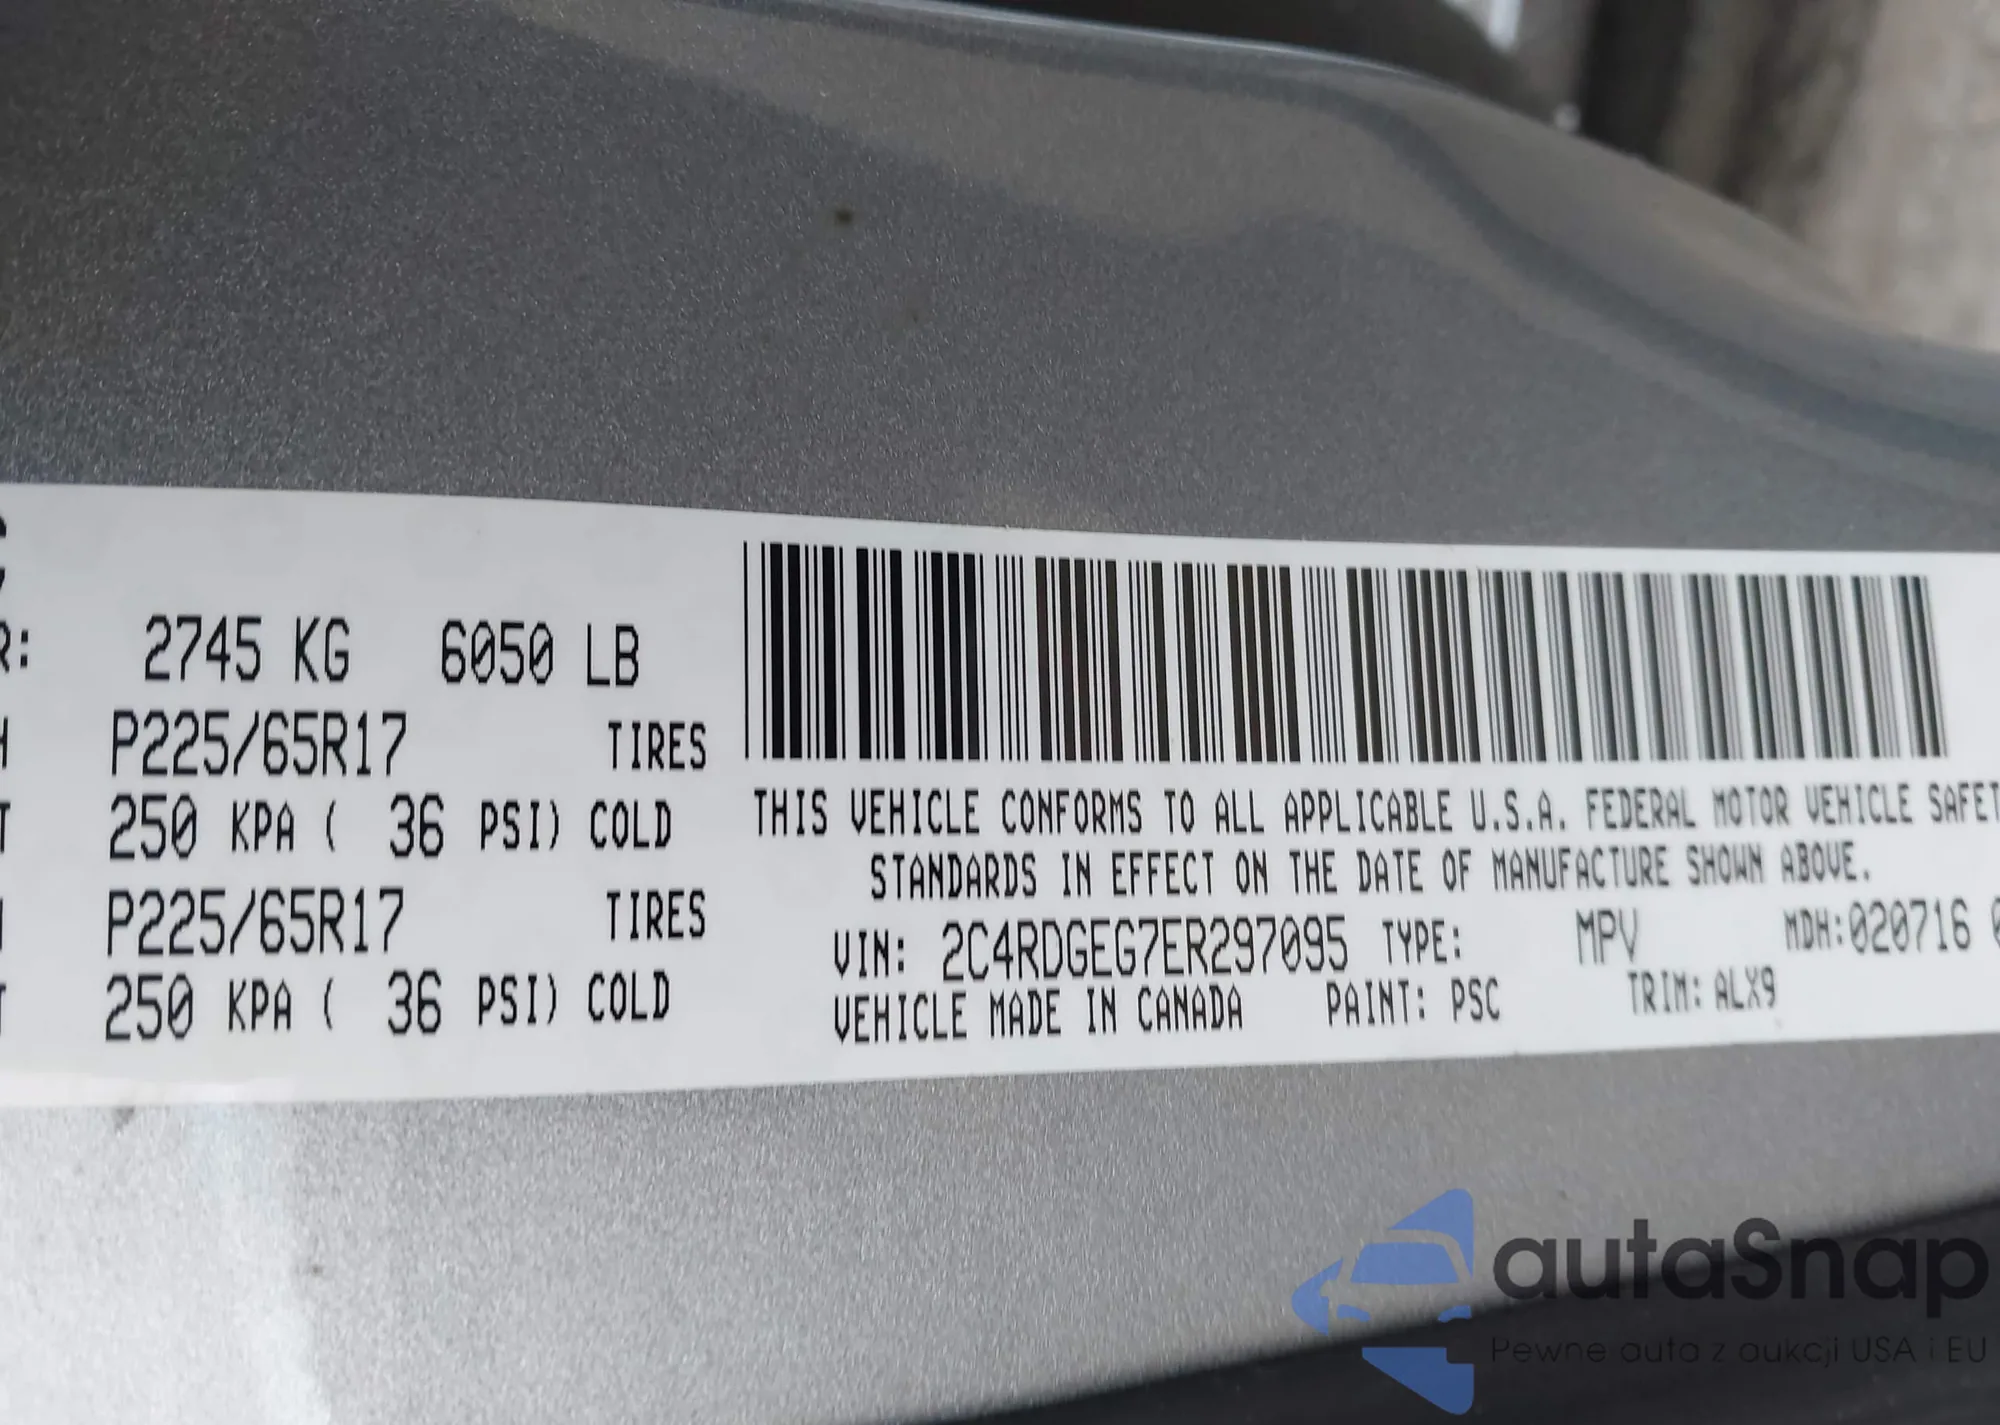 R: 2745 KG 6050 LB
P225/65R17 TIRES
250 KPA ( 36 PSI) COLD
P225/65R17 TIRES
250 KPA ( 36 PSI) COLD
THIS VEHICLE CONFORMS TO ALL APPLICABLE U.S.A. FEDERAL MOTOR VEHICLE SAFET
STANDARDS IN EFFECT ON THE DATE OF MANUFACTURE SHOWN ABOVE.
VIN: 2C4RDGEG7ER297095 TYPE: MPV MDH:020716 0
VEHICLE MADE IN CANADA PAINT: PSC TRIM: ALX9
autaSnap
Pewne auta z aukcji USA i EU